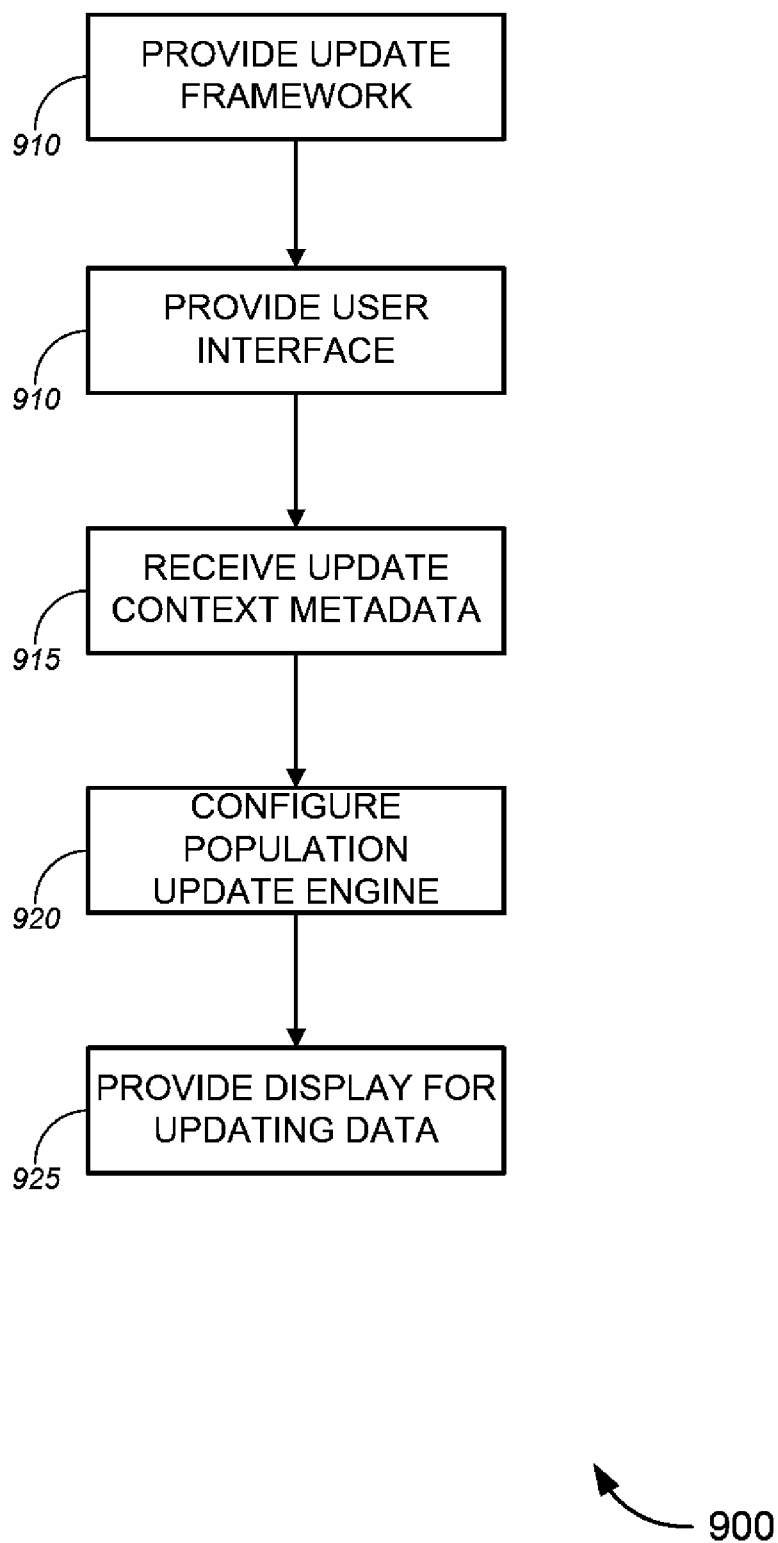 PROVIDE UPDATE
FRAMEWORK
910
PROVIDE USER
INTERFACE
910
RECEIVE UPDATE
CONTEXT METADATA
915
CONFIGURE
POPULATION
UPDATE ENGINE
920
PROVIDE DISPLAY FOR
UPDATING DATA
925
900